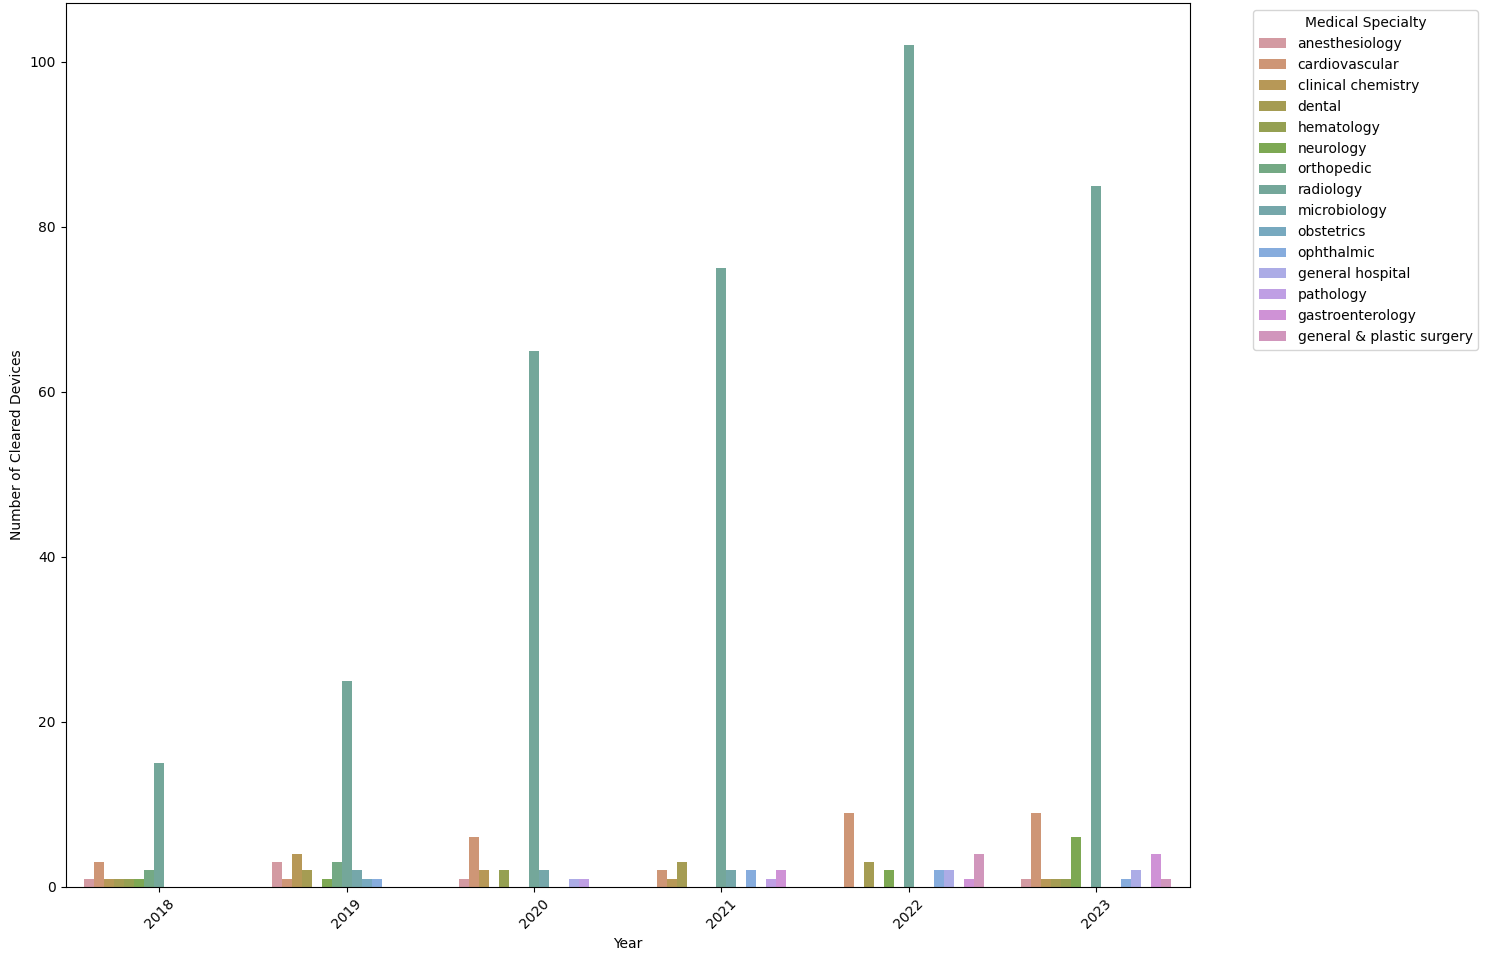 100
80
60
40
20
0
Number of Cleared Devices
2018
2019
2020
2021
2022
2023
Year
Medical Specialty
anesthesiology
cardiovascular
clinical chemistry
dental
hematology
neurology
orthopedic
radiology
microbiology
obstetrics
ophthalmic
general hospital
pathology
gastroenterology
general & plastic surgery